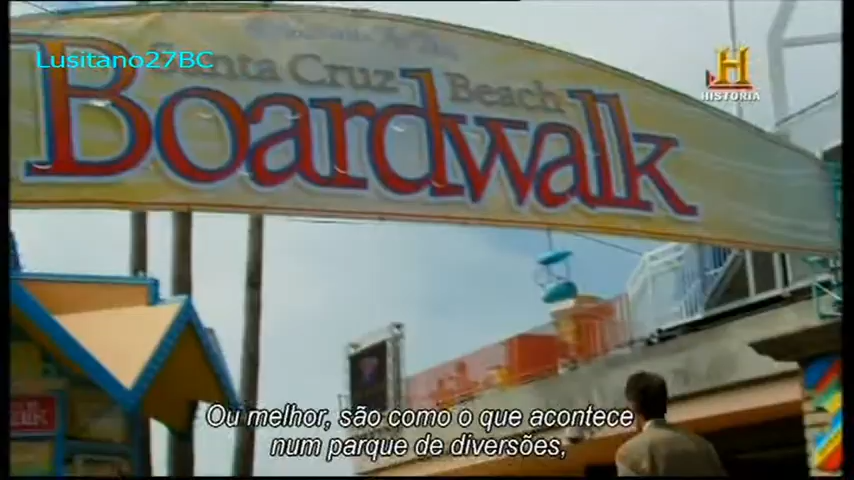 Lusitano27BC
Santa Cruz Beach
Boardwalk
H
HISTORIA
Ou melhor, são como o que acontece
num parque de diversões,